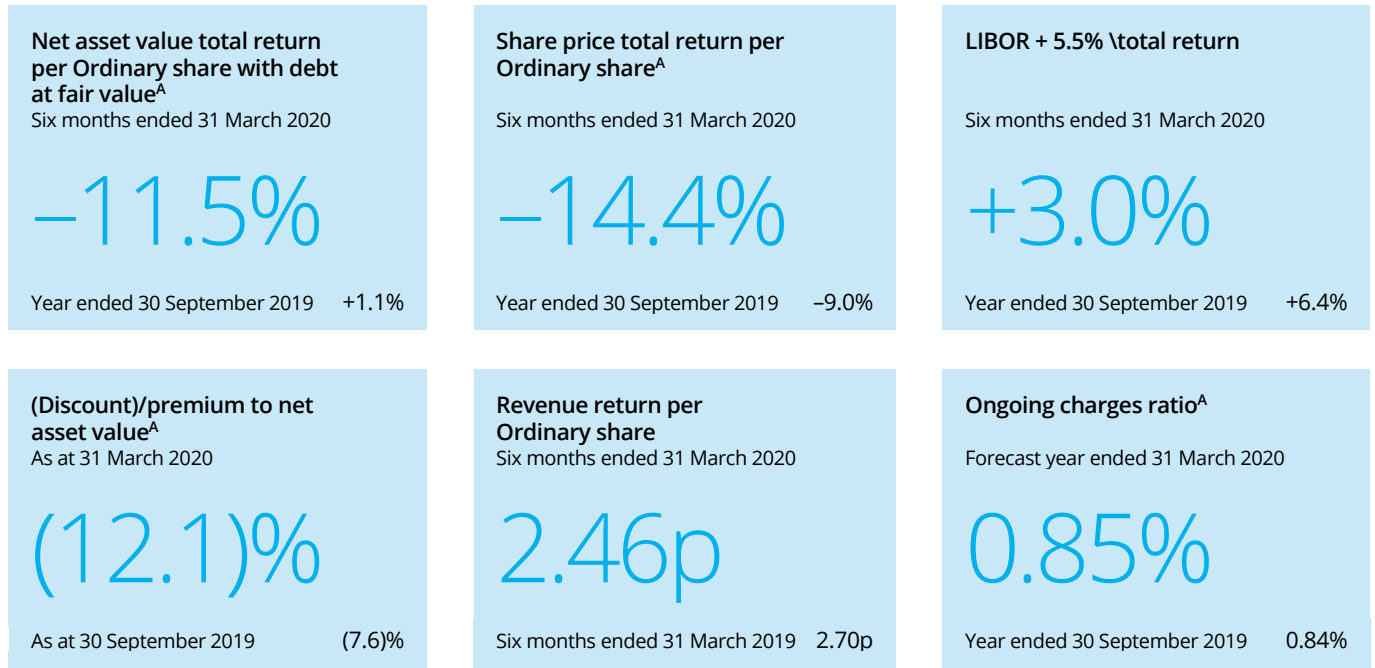 Net asset value total return
per Ordinary share with debt
at fair valueA
Six months ended 31 March 2020
–11.5%
Year ended 30 September 2019 +1.1%
Share price total return per
Ordinary shareA
Six months ended 31 March 2020
–14.4%
Year ended 30 September 2019 –9.0%
LIBOR + 5.5% \total return
Six months ended 31 March 2020
+3.0%
Year ended 30 September 2019 +6.4%
(Discount)/premium to net
asset valueA
As at 31 March 2020
(12.1)%
As at 30 September 2019 (7.6)%
Revenue return per
Ordinary share
Six months ended 31 March 2020
2.46p
Six months ended 31 March 2019 2.70p
Ongoing charges ratioA
Forecast year ended 31 March 2020
0.85%
Year ended 30 September 2019 0.84%